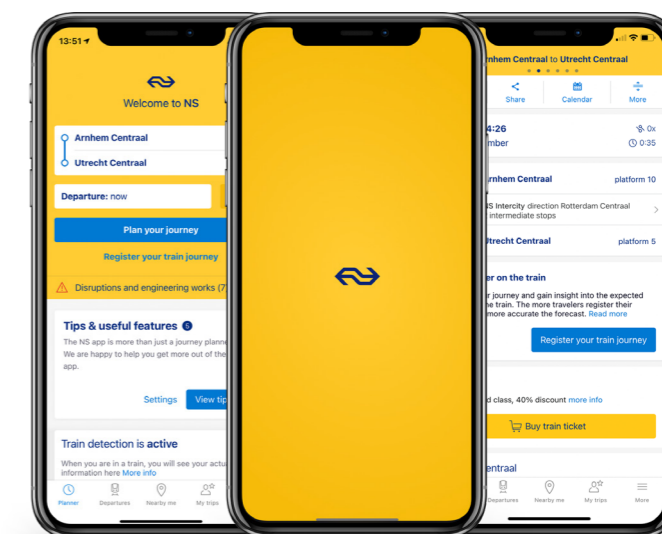 13:51
Welcome to NS
Arnhem Centraal
Utrecht Centraal
Departure: now
Plan your journey
Register your train journey
Disruptions and engineering works (7
Tips & useful features 5
The NS app is more than just a journey planne
We are happy to help you get more out of the
app.
Settings
View tip
Train detection is active
When you are in a train, you will see your actu
information here More info
Planner
Departures
Nearby me
My trips
rnhem Centraal to Utrecht Centraal
Share
Calendar
More
4:26
0x
mber
0:35
rnhem Centraal
platform 10
NS Intercity direction Rotterdam Centraal
intermediate stops
Utrecht Centraal
platform 5
er on the train
r journey and gain insight into the expected
he train. The more travelers register their
more accurate the forecast. Read more
Register your train journey
d class, 40% discount more info
Buy train ticket
entraal
Departures
Nearby me
My trips
More